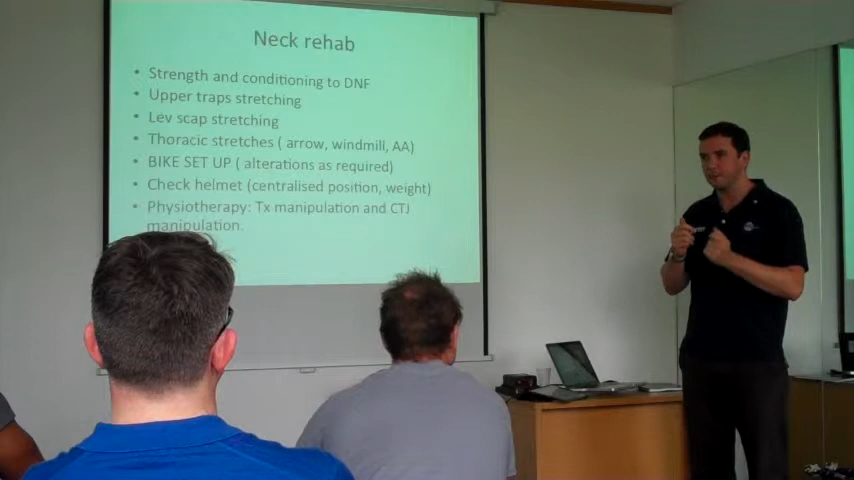 Neck rehab
• Strength and conditioning to DNF
• Upper traps stretching
• Lev scap stretching
• Thoracic stretches ( arrow, windmill, AA)
• BIKE SET UP ( alterations as required)
• Check helmet (centralised position, weight)
• Physiotherapy: Tx manipulation and CTJ
manipulation.